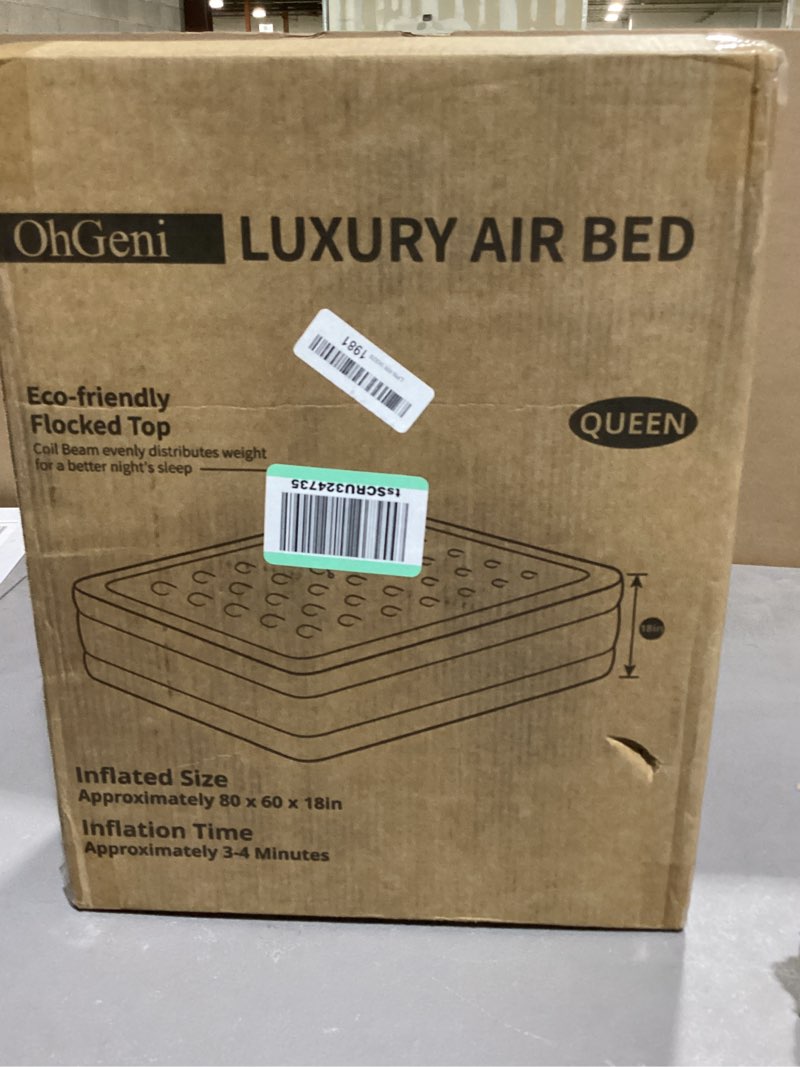 OhGeni LUXURY AIR BED
1981
Eco-friendly
Flocked Top
Coil Beam evenly distributes weight
for a better night's sleep
QUEEN
tsSCRU324735
18in
Inflated Size
Approximately 80 x 60 x 18in
Inflation Time
Approximately 3-4 Minutes